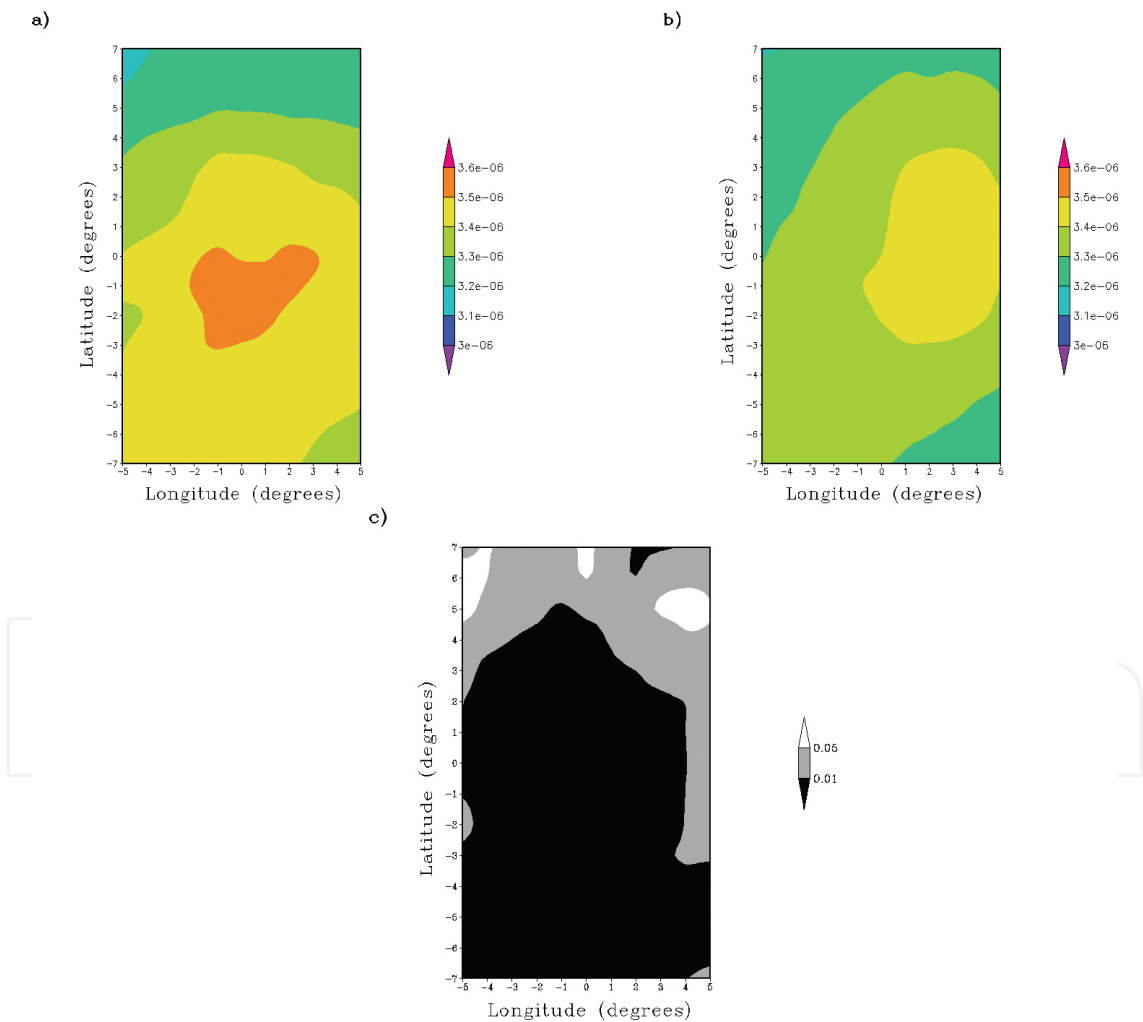 a)
7
6
5
4
3
2
1
0
−1
−2
−3
−4
−5
−6
−7
−5 −4 −3 −2 −1 0 1 2 3 4 5
Latitude (degrees)
Longitude (degrees)
3.6e−06
3.5e−06
3.4e−06
3.3e−06
3.2e−06
3.1e−06
3e−06
b)
7
6
5
4
3
2
1
0
−1
−2
−3
−4
−5
−6
−7
−5 −4 −3 −2 −1 0 1 2 3 4 5
Latitude (degrees)
Longitude (degrees)
3.6e−06
3.5e−06
3.4e−06
3.3e−06
3.2e−06
3.1e−06
3e−06
c)
7
6
5
4
3
2
1
0
−1
−2
−3
−4
−5
−6
−7
−5 −4 −3 −2 −1 0 1 2 3 4 5
Latitude (degrees)
Longitude (degrees)
0.05
0.01